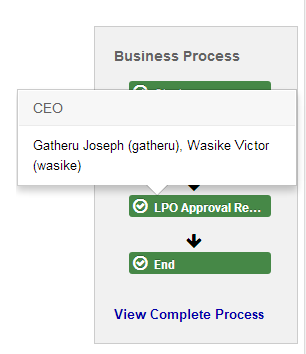 Business Process
CEO
Gatheru Joseph (gatheru), Wasike Victor
(wasike)
LPO Approval Re...
End
View Complete Process